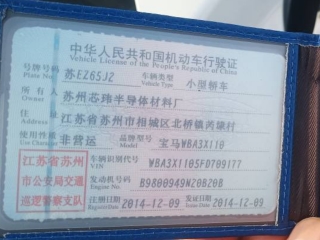 中华人民共和国机动车行驶证
Vehicle License of the People's Republic of China
号牌号码 苏EZ65J2 车辆类型 小型轿车
Plate No. Vehicle Type
所有人 苏州芯玮半导体材料厂
Owner
住址 江苏省苏州市相城区北桥镇芮埭村
Address
使用性质 非营运 品牌型号 宝马WBA3X110
Use Character Model
江苏省苏州 车辆识别代号 WBA3X1105FD709177
市公安局交通 VIN
巡逻警察支队 发动机号码 B9800949N20B20B
Engine No.
注册日期 2014-12-09 发证日期 2014-12-09
Register Date Issue Date